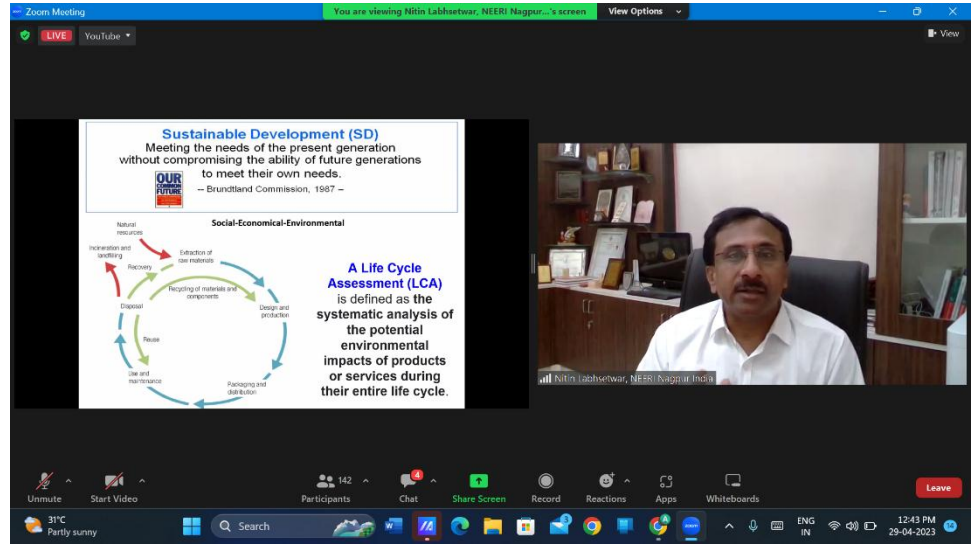 Zoom Meeting
You are viewing Nitin Labhsetwar, NEERI Nagpur...'s screen
View Options
LIVE
YouTube
View
Sustainable Development (SD)
Meeting the needs of the present generation
without compromising the ability of future generations
to meet their own needs.
-- Brundtland Commission, 1987 –
OUR
COMMON
FUTURE
Social-Economical-Environmental
Natural
resources
Incineration and
landfilling
Recovery
Extraction of
raw materials
Recycling of materials and
components
Disposal
Design and
production
Reuse
Use and
maintenance
Packaging and
distribution
A Life Cycle
Assessment (LCA)
is defined as the
systematic analysis of
the potential
environmental
impacts of products
or services during
their entire life cycle.
Nitin Labhsetwar, NEERI Nagpur India
Unmute
Start Video
142
Participants
4
Chat
Share Screen
Record
Reactions
Apps
Whiteboards
Leave
31°C
Partly sunny
Search
3
zoom
ENG
IN
12:43 PM
29-04-2023
14